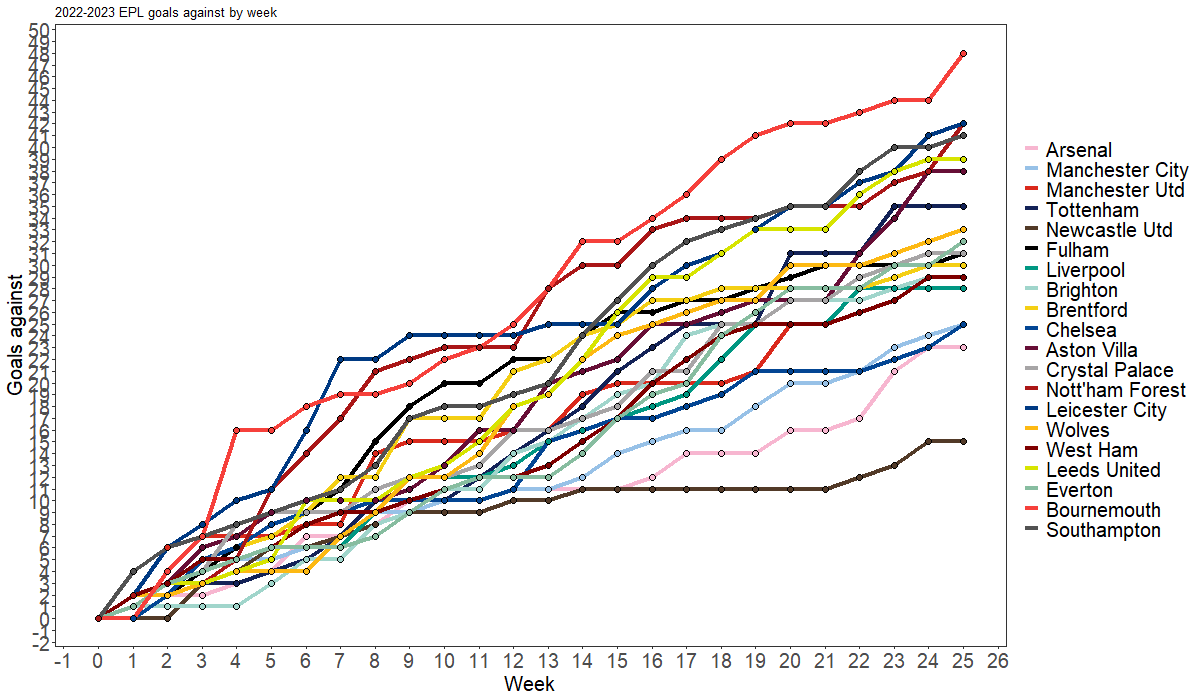 2022-2023 EPL goals against by week
50
49
48
47
46
45
44
43
42
41
40
39
38
37
36
35
34
33
32
31
30
29
28
27
26
25
24
23
22
21
20
19
18
17
16
15
14
13
12
11
10
9
8
7
6
5
4
3
2
1
0
-1
-2
Goals against
-1 0 1 2 3 4 5 6 7 8 9 10 11 12 13 14 15 16 17 18 19 20 21 22 23 24 25 26
Week
Arsenal
Manchester City
Manchester Utd
Tottenham
Newcastle Utd
Fulham
Liverpool
Brighton
Brentford
Chelsea
Aston Villa
Crystal Palace
Nott'ham Forest
Leicester City
Wolves
West Ham
Leeds United
Everton
Bournemouth
Southampton